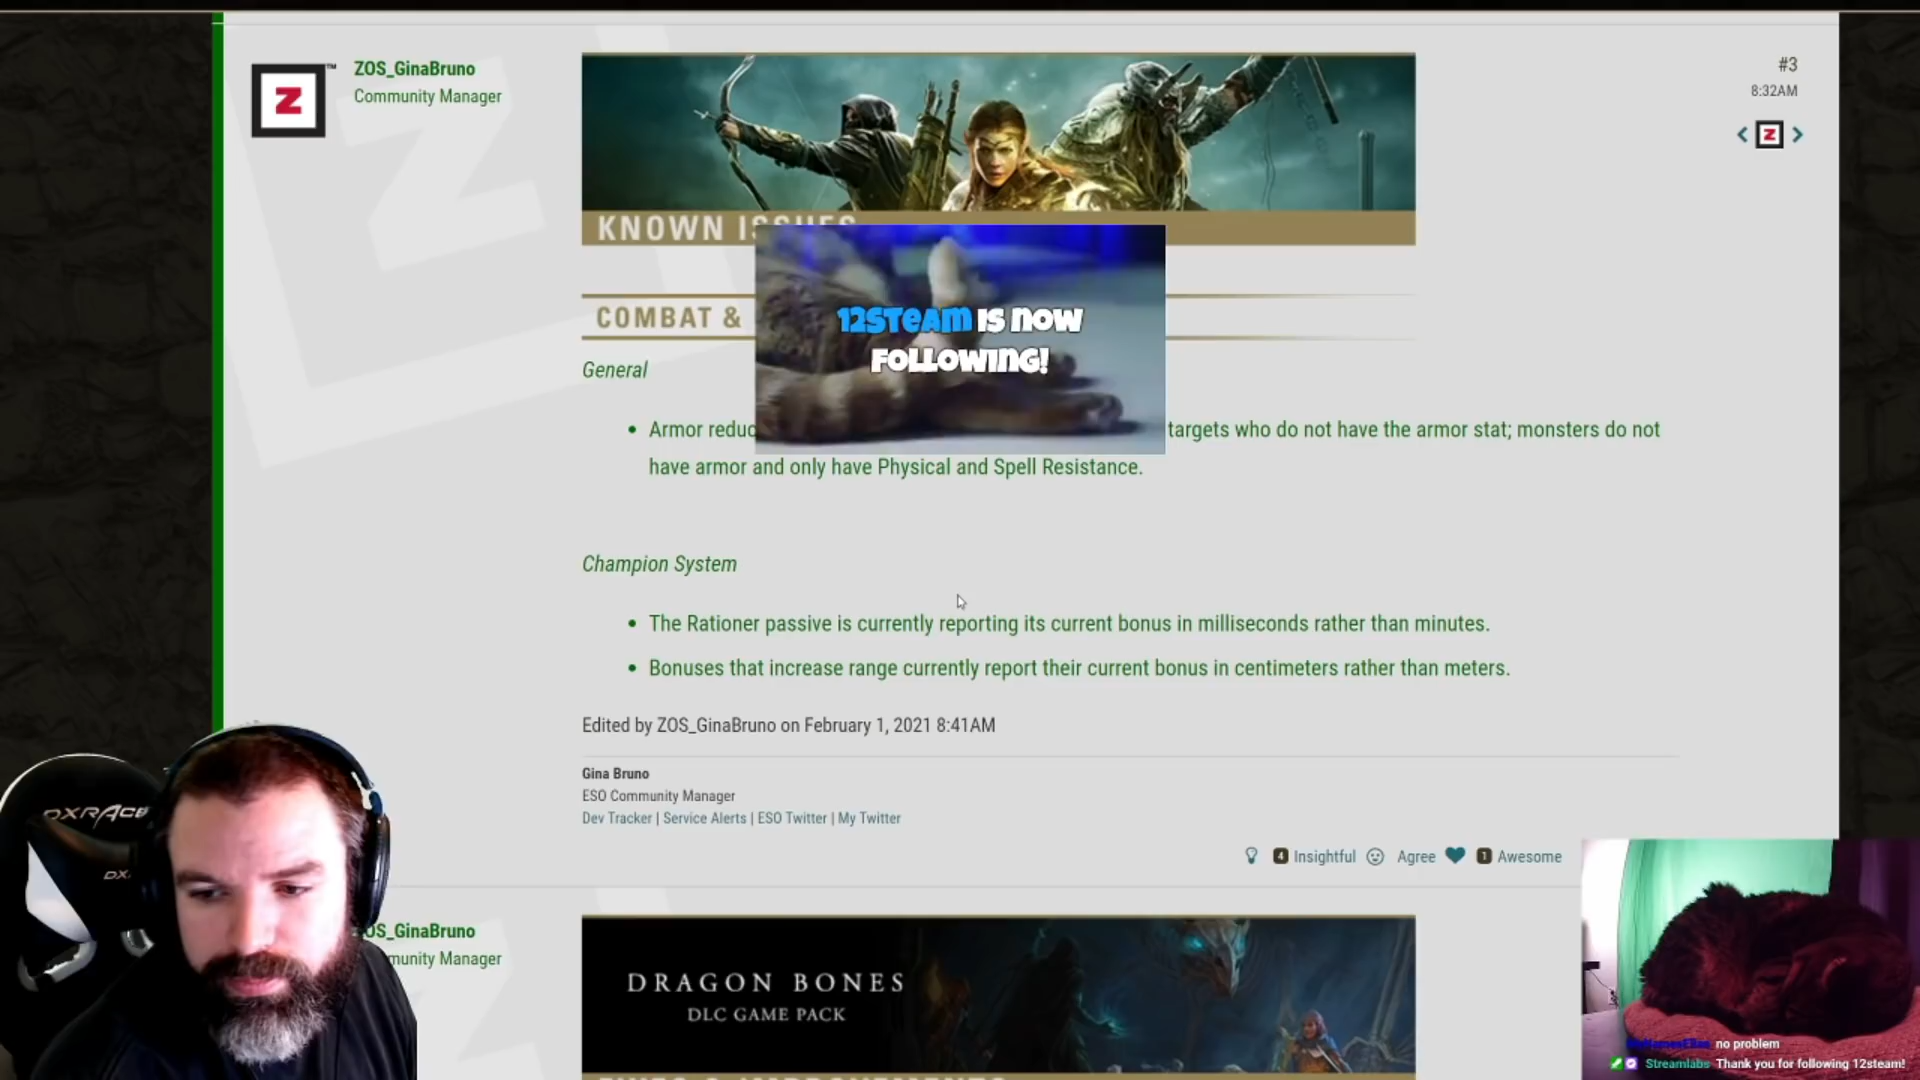 ZOS_GinaBruno
Community Manager
#3
8:32AM
Z
KNOWN ISSUES
COMBAT &
12STEAM IS NOW
FOLLOWING!
General
• Armor reduc
targets who do not have the armor stat; monsters do not
have armor and only have Physical and Spell Resistance.
Champion System
• The Rationer passive is currently reporting its current bonus in milliseconds rather than minutes.
• Bonuses that increase range currently report their current bonus in centimeters rather than meters.
Edited by ZOS_GinaBruno on February 1, 2021 8:41AM
Gina Bruno
ESO Community Manager
Dev Tracker | Service Alerts | ESO Twitter | My Twitter
4 Insightful Agree 1 Awesome
OS_GinaBruno
munity Manager
DRAGON BONES
DLC GAME PACK
DXRACE
DX
no problem
Streamlabs Thank you for following 12steam!